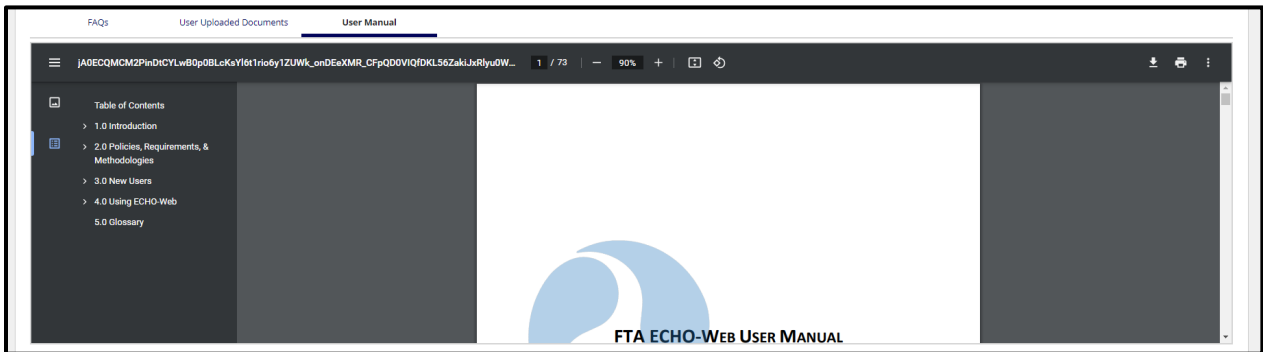 FAQs User Uploaded Documents User Manual
jA0ECQMCM2PinDtCYLwB0p0BLcKsYl6t1rio6y1ZUWk_onDEeXMR_CFpQD0VIQfDKL56ZakiJxRlyu0W... 1 / 73 − 90% +
Table of Contents
1.0 Introduction
2.0 Policies, Requirements, &
Methodologies
3.0 New Users
4.0 Using ECHO-Web
5.0 Glossary
FTA ECHO-WEB USER MANUAL